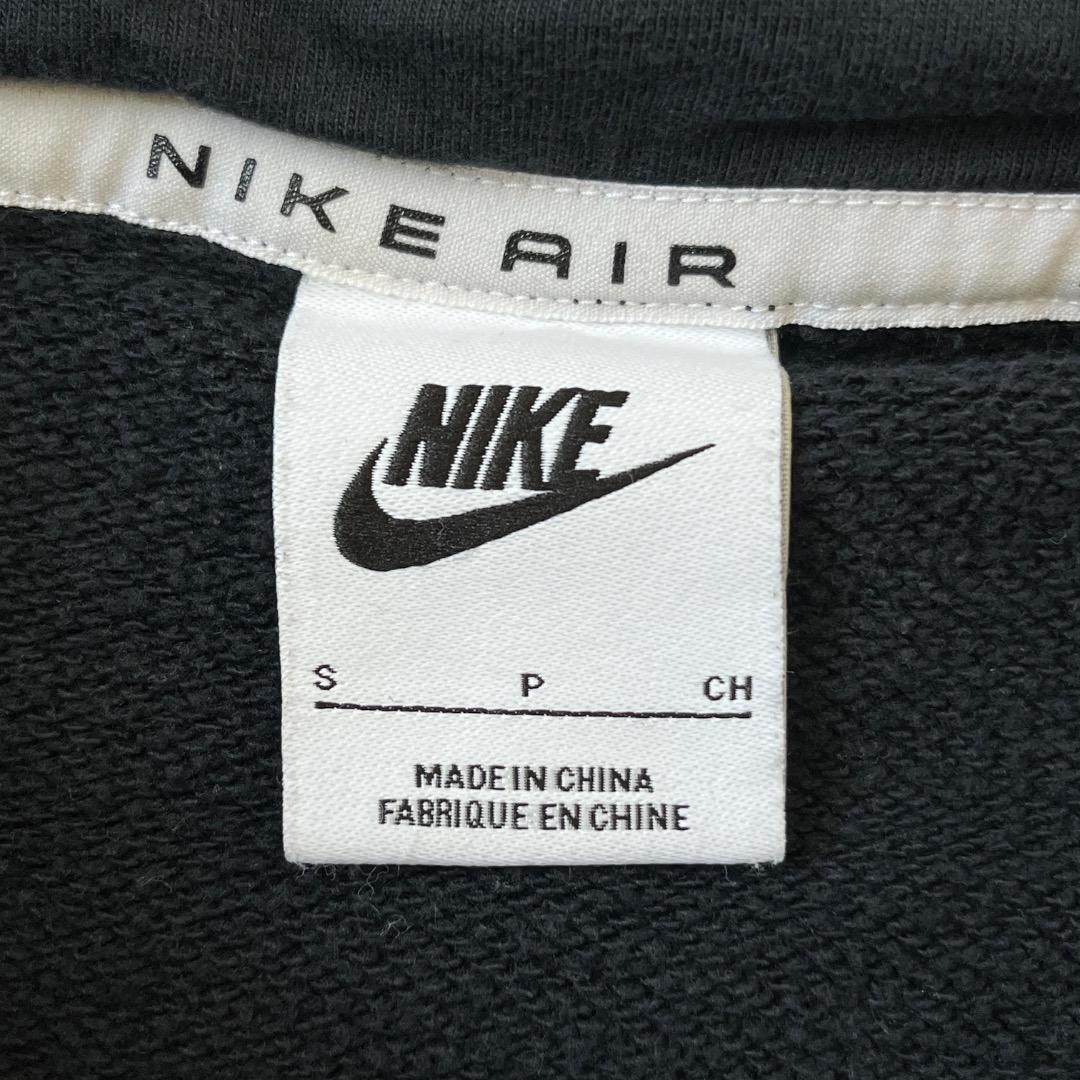 NIKE AIR
NIKE
S P CH
MADE IN CHINA
FABRIQUE EN CHINE